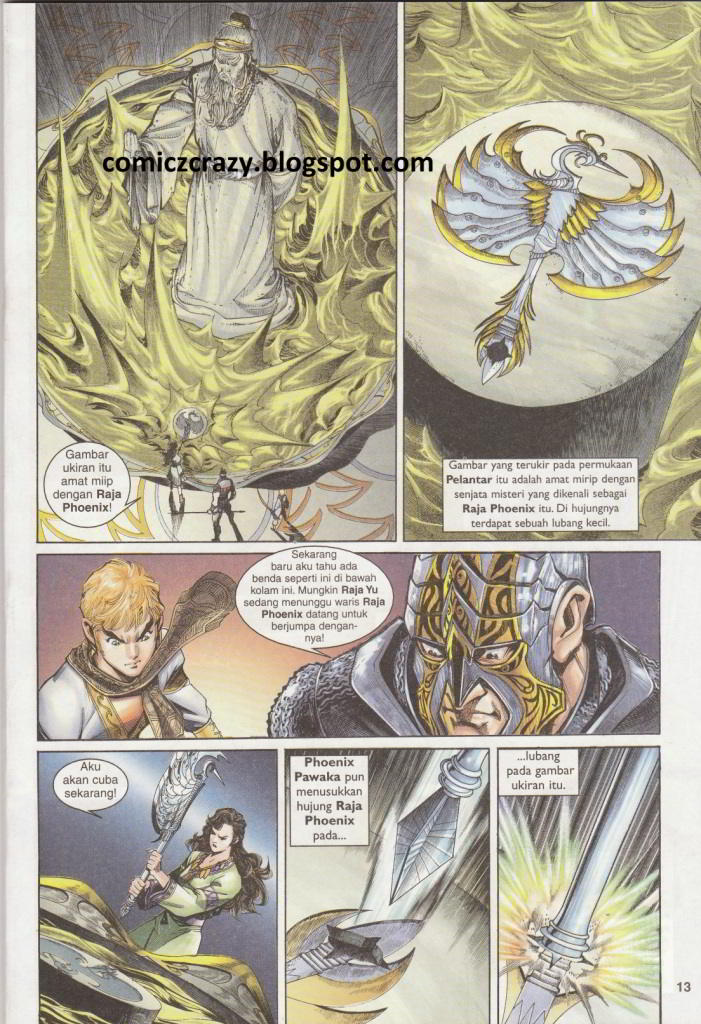 comiczcrazy.blogspot.com
Gambar
ukiran itu
amat miip
dengan Raja
Phoenix!
Gambar yang terukir pada permukaan
Pelantar itu adalah amat mirip dengan
senjata misteri yang dikenali sebagai
Raja Phoenix itu. Di hujungnya
terdapat sebuah lubang kecil.
Sekarang
baru aku tahu ada
benda seperti ini di bawah
kolam ini. Mungkin Raja Yu
sedang menunggu waris Raja
Phoenix datang untuk
berjumpa dengan-
nya!
Aku
akan cuba
sekarang!
Phoenix
Pawaka pun
menusukkan
hujung Raja
Phoenix
pada...
...lubang
pada gambar
ukiran itu.
13